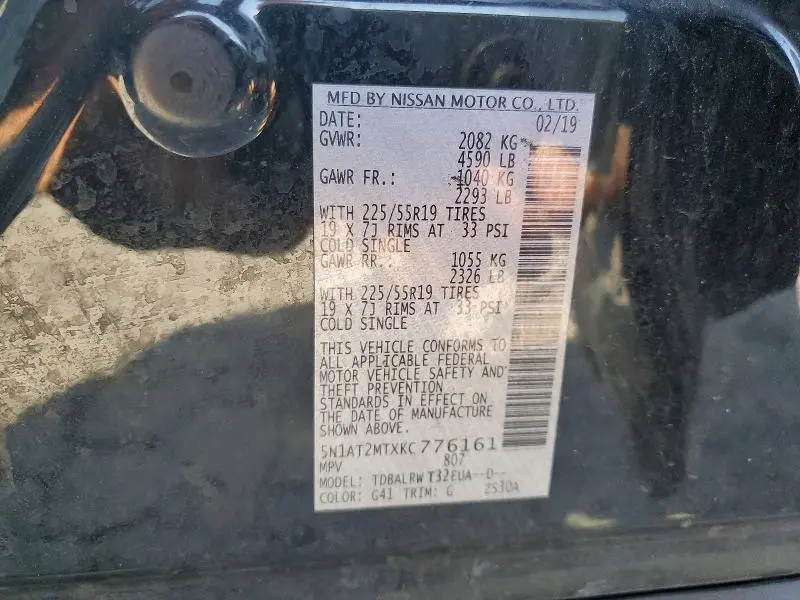 MFD BY NISSAN MOTOR CO., LTD.
DATE: 02/19
GVWR: 2082 KG
4590 LB
GAWR FR.: 1040 KG
2293 LB
WITH 225/55R19 TIRES
19 X 7J RIMS AT 33 PSI
COLD SINGLE
GAWR RR.: 1055 KG
2326 LB
WITH 225/55R19 TIRES
19 X 7J RIMS AT 33 PSI
COLD SINGLE
THIS VEHICLE CONFORMS TO
ALL APPLICABLE FEDERAL
MOTOR VEHICLE SAFETY AND
THEFT PREVENTION
STANDARDS IN EFFECT ON
THE DATE OF MANUFACTURE
SHOWN ABOVE.
5N1AT2MTXKC776161
MPV 807
MODEL: TDBALRW T32EUA--D--
COLOR: G41 TRIM: G 2S30A